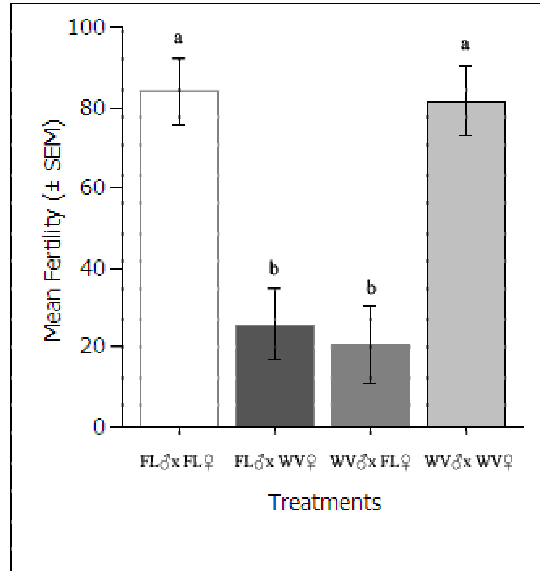 100
80
60
40
20
0
Mean Fertility (± SEM)
a
b
b
a
FL♂x FL♀ FL♂x WV♀ WV♂x FL♀ WV♂x WV♀
Treatments